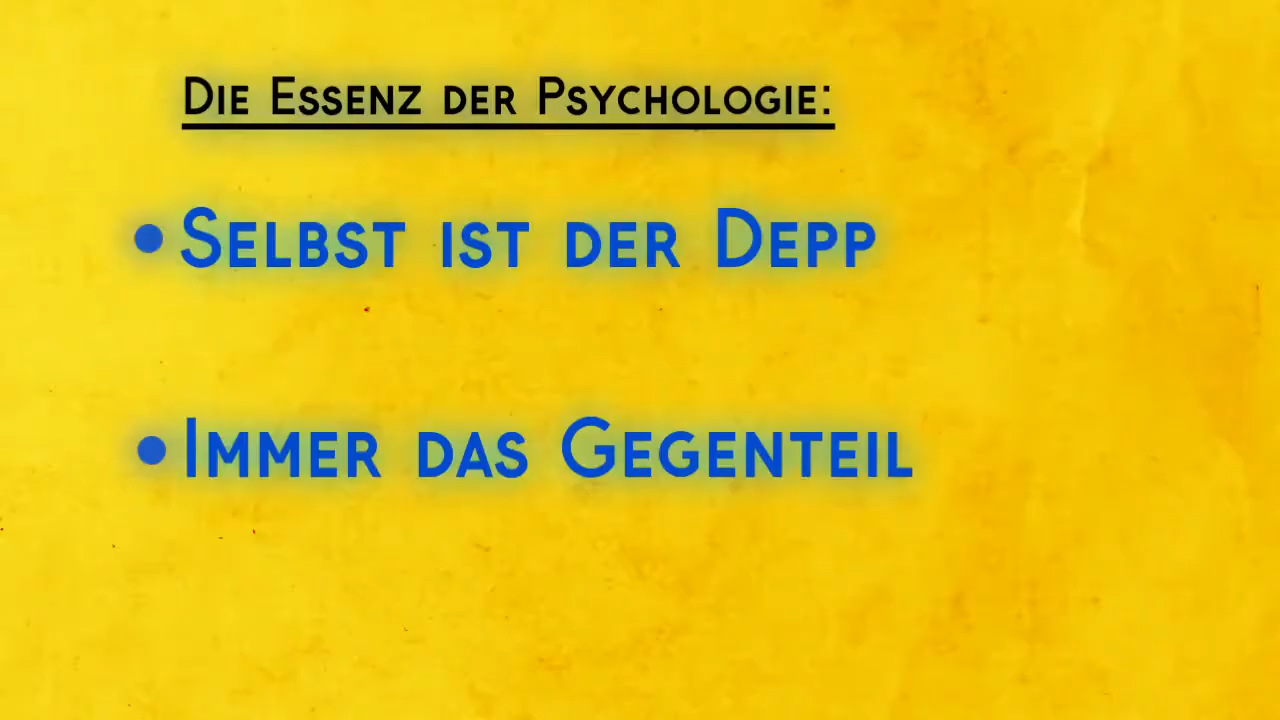 Die Essenz der Psychologie:
• Selbst ist der Depp
• Immer das Gegenteil